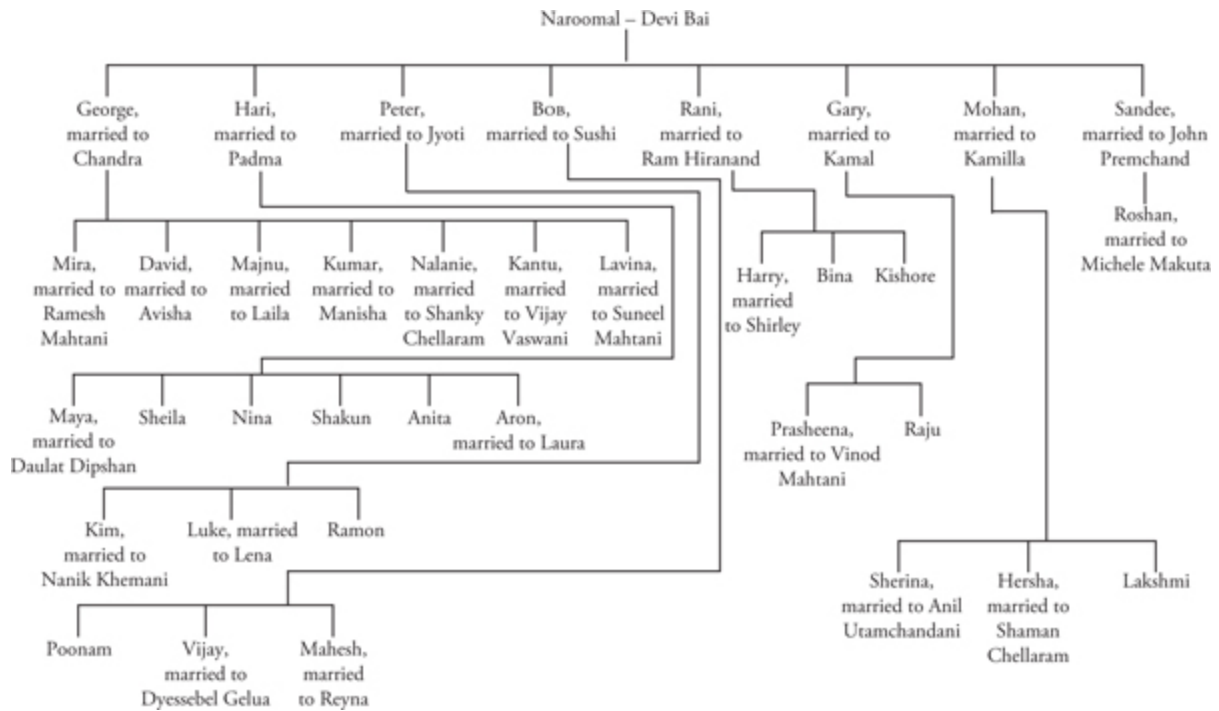 Naroomal – Devi Bai
George,
married to
Chandra
Hari,
married to
Padma
Peter,
married to Jyoti
Bob,
married to Sushi
Rani,
married to
Ram Hiranand
Gary,
married to
Kamal
Mohan,
married to
Kamilla
Sandee,
married to John
Premchand
Roshan,
married to
Michele Makuta
Mira,
married to
Ramesh
Mahtani
David,
married to
Avisha
Majnu,
married
to Laila
Kumar,
married to
Manisha
Nalanie,
married
to Shanky
Chellaram
Kantu,
married
to Vijay
Vaswani
Lavina,
married
to Suneel
Mahtani
Harry,
married
to Shirley
Bina
Kishore
Maya,
married to
Daulat Dipshan
Sheila
Nina
Shakun
Anita
Aron,
married to Laura
Prasheena,
married to Vinod
Mahtani
Raju
Kim,
married to
Nanik Khemani
Luke, married
to Lena
Ramon
Sherina,
married to Anil
Utamchandani
Hersha,
married to
Shaman
Chellaram
Lakshmi
Poonam
Vijay,
married to
Dyessebel Gelua
Mahesh,
married
to Reyna